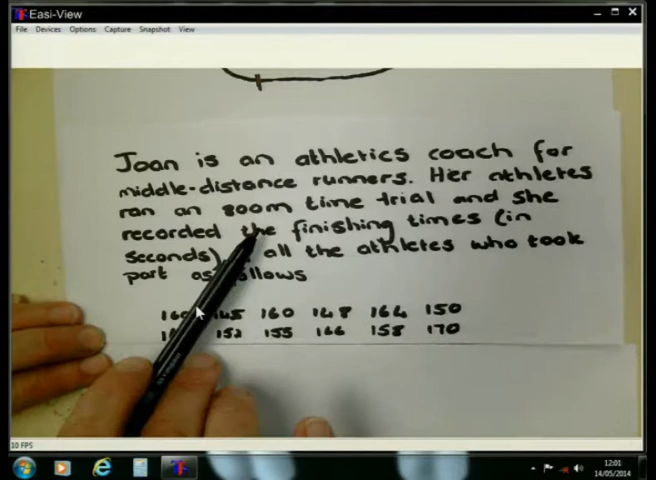 Easi-View
File Devices Options Capture Snapshot View
Joan is an athletics coach for
middle-distance runners. Her athletes
ran an 800m time trial and she
recorded the finishing times (in
seconds) all the athletes who took
part as follows
145 160 148 164 150
152 155 166 158 170
10 FPS
12:01
14/05/2014